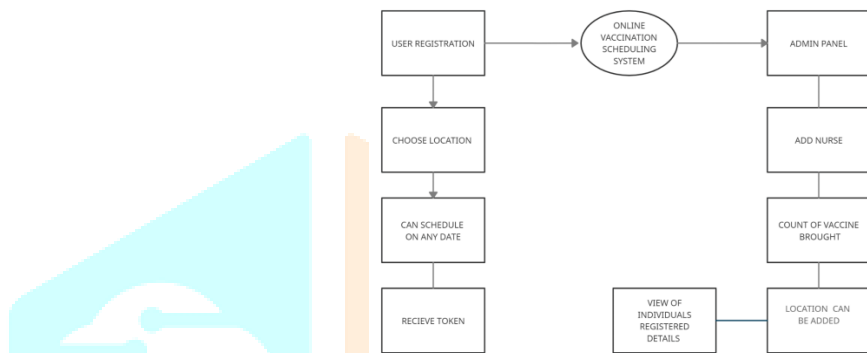 USER REGISTRATION
ONLINE
VACCINATION
SCHEDULING
SYSTEM
ADMIN PANEL
CHOOSE LOCATION
ADD NURSE
CAN SCHEDULE
ON ANY DATE
COUNT OF VACCINE
BROUGHT
RECIEVE TOKEN
VIEW OF
INDIVIDUALS
REGISTERED
DETAILS
LOCATION CAN
BE ADDED